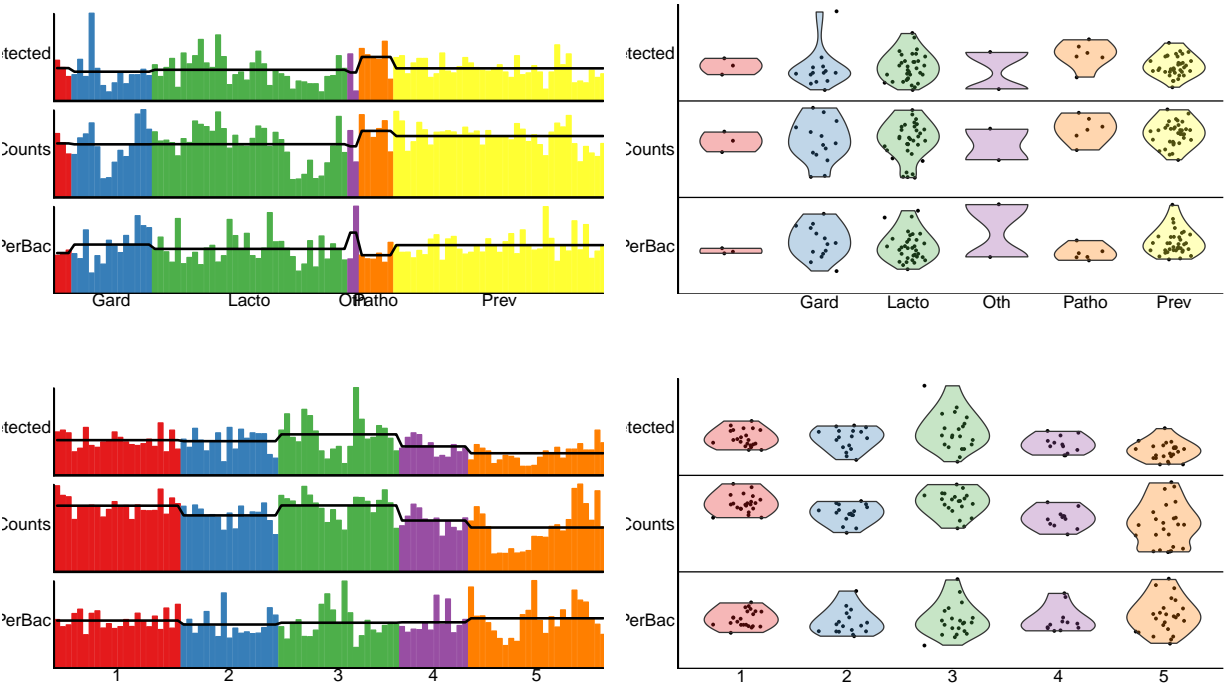 etected etected
Counts Counts
PerBac PerBac
Gard Lacto Oth Patho Prev Gard Lacto Oth Patho Prev
etected etected
Counts Counts
PerBac PerBac
1 2 3 4 5 1 2 3 4 5